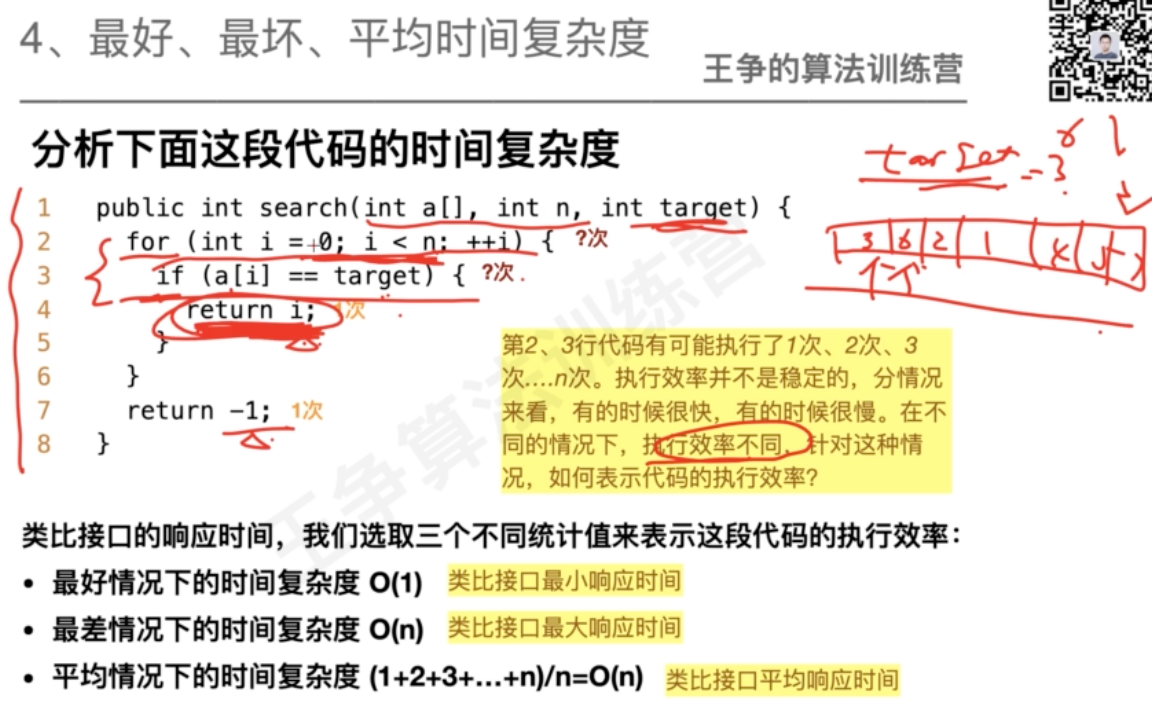 4、最好、最坏、平均时间复杂度
王争的算法训练营
分析下面这段代码的时间复杂度
target = 3
1 public int search(int a[], int n, int target) {
2 for (int i = 0; i < n; ++i) { ?次
3 if (a[i] == target) { ?次
4 return i; 1次
5 }
6 }
7 return -1; 1次
8 }
3 6 2 1
第2、3行代码有可能执行了1次、2次、3
次....n次。执行效率并不是稳定的，分情况
来看，有的时候很快，有的时候很慢。在不
同的情况下，执行效率不同，针对这种情
况，如何表示代码的执行效率？
王争算法训练营
类比接口的响应时间，我们选取三个不同统计值来表示这段代码的执行效率：
• 最好情况下的时间复杂度 O(1) 类比接口最小响应时间
• 最差情况下的时间复杂度 O(n) 类比接口最大响应时间
• 平均情况下的时间复杂度 (1+2+3+...+n)/n=O(n) 类比接口平均响应时间